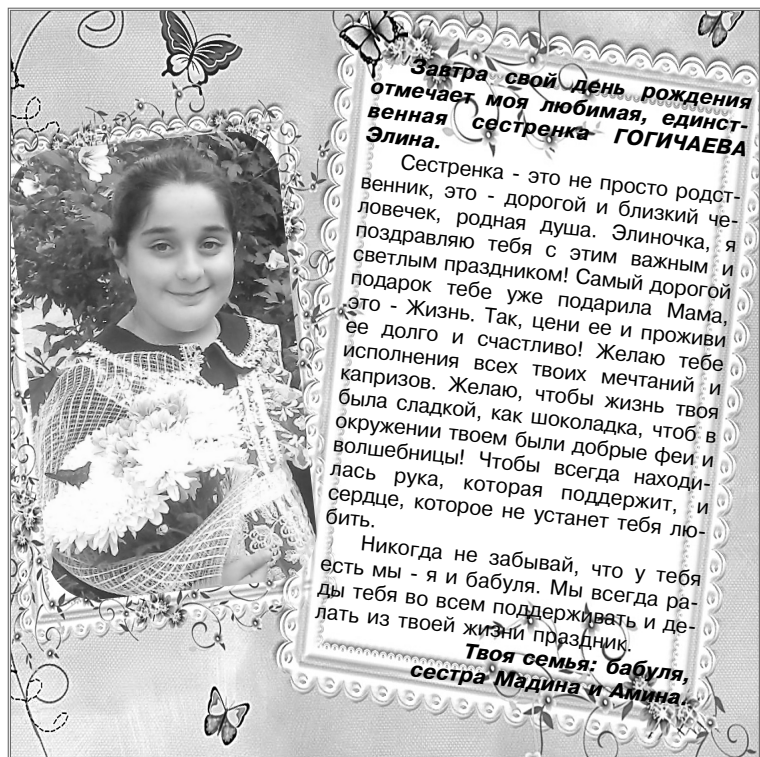 Завтра свой день рождения
отмечает моя любимая, единст-
венная сестренка ГОГИЧАЕВА
Элина.
Сестренка - это не просто родст-
венник, это - дорогой и близкий че-
ловечек, родная душа. Элиночка, я
поздравляю тебя с этим важным и
светлым праздником! Самый дорогой
подарок тебе уже подарила Мама,
это - Жизнь. Так, цени ее и проживи
ее долго и счастливо! Желаю тебе
исполнения всех твоих мечтаний и
капризов. Желаю, чтобы жизнь твоя
была сладкой, как шоколадка, чтоб в
окружении твоем были добрые феи и
волшебницы! Чтобы всегда находи-
лась рука, которая поддержит, и
сердце, которое не устанет тебя лю-
бить.
Никогда не забывай, что у тебя
есть мы - я и бабуля. Мы всегда ра-
ды тебя во всем поддерживать и де-
лать из твоей жизни праздник.
Твоя семья: бабуля,
сестра Мадина и Амина.